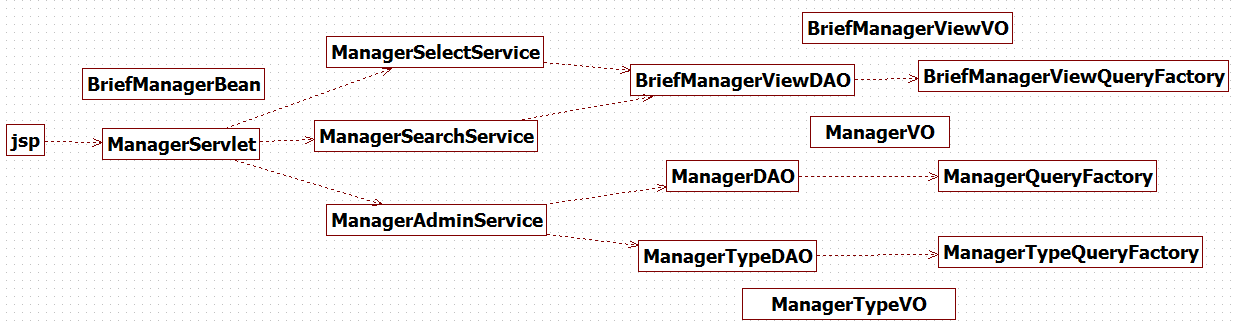 BriefManagerViewVO
ManagerSelectService
BriefManagerBean
BriefManagerViewDAO
BriefManagerViewQueryFactory
jsp
ManagerServlet
ManagerSearchService
ManagerVO
ManagerDAO
ManagerQueryFactory
ManagerAdminService
ManagerTypeDAO
ManagerTypeQueryFactory
ManagerTypeVO